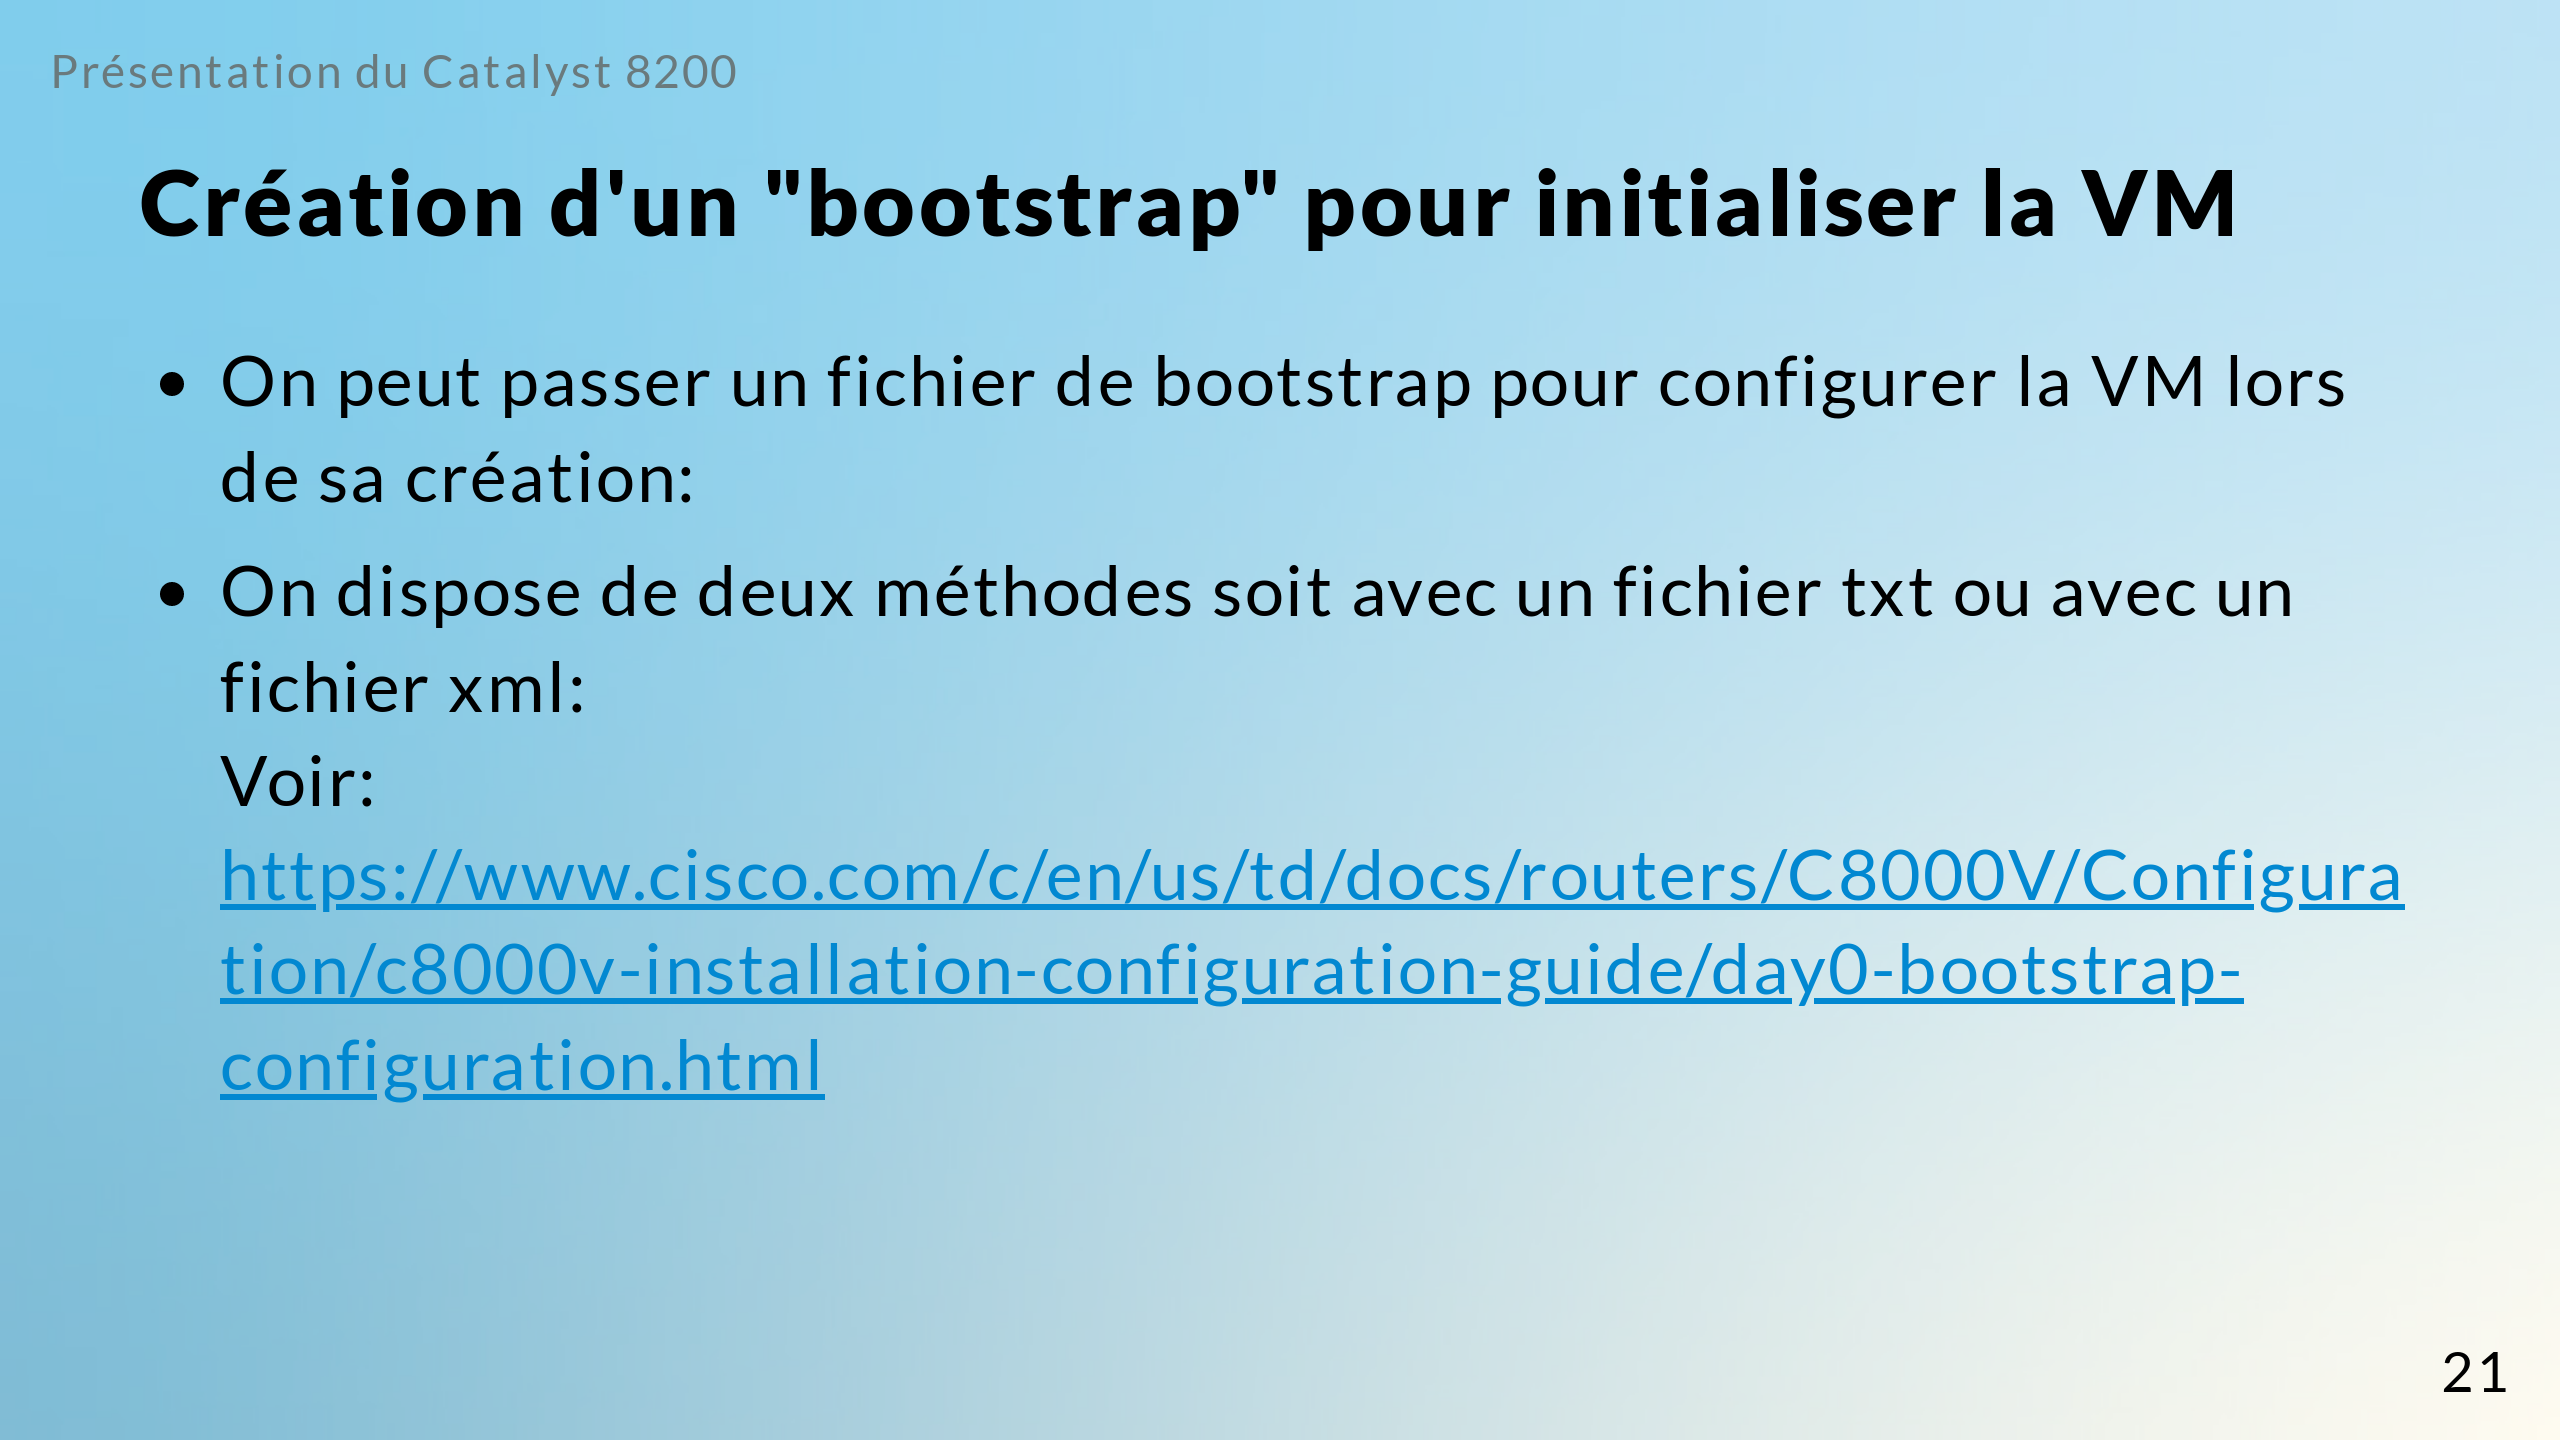 Présentation du Catalyst 8200
Création d'un "bootstrap" pour initialiser la VM
• On peut passer un fichier de bootstrap pour configurer la VM lors
de sa création:
• On dispose de deux méthodes soit avec un fichier txt ou avec un
fichier xml:
Voir:
https://www.cisco.com/c/en/us/td/docs/routers/C8000V/Configura
tion/c8000v-installation-configuration-guide/day0-bootstrap-
configuration.html
21